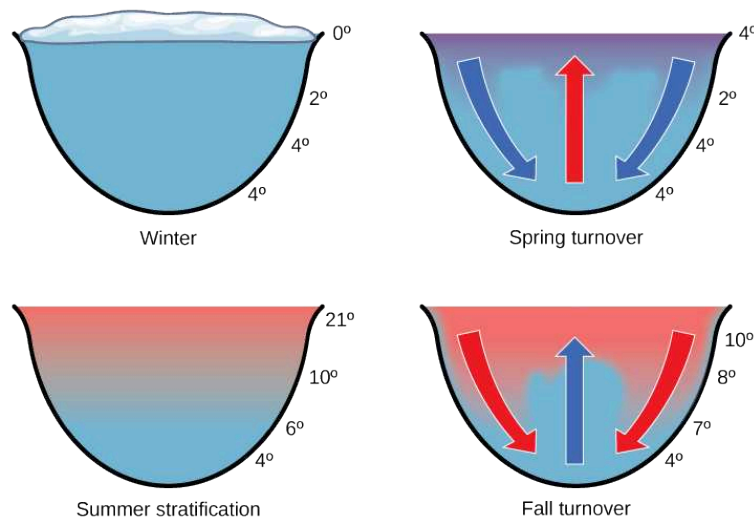 0º
2º
4º
4º
Winter
4º
2º
4º
4º
Spring turnover
21º
10º
6º
4º
Summer stratification
10º
8º
7º
4º
Fall turnover